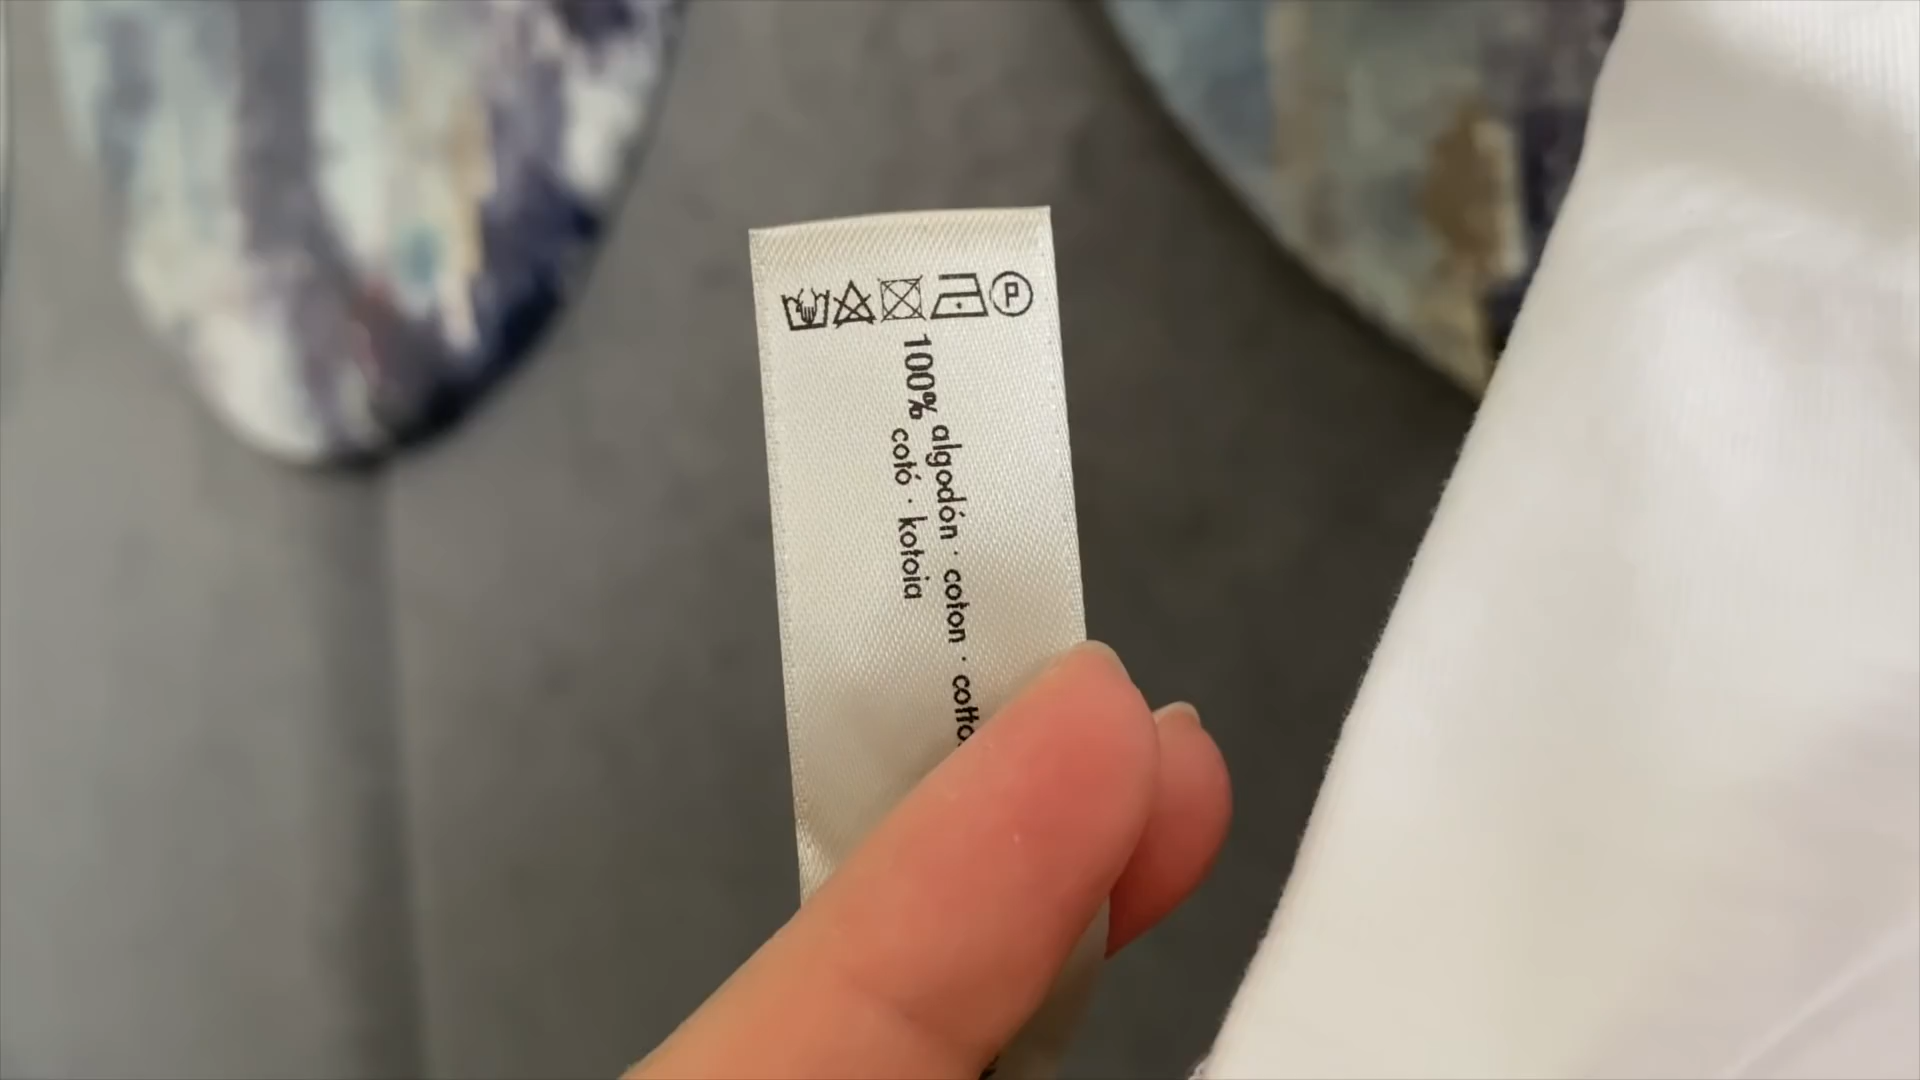 P
100% algodón · coton · cotto
cotó · kotoia